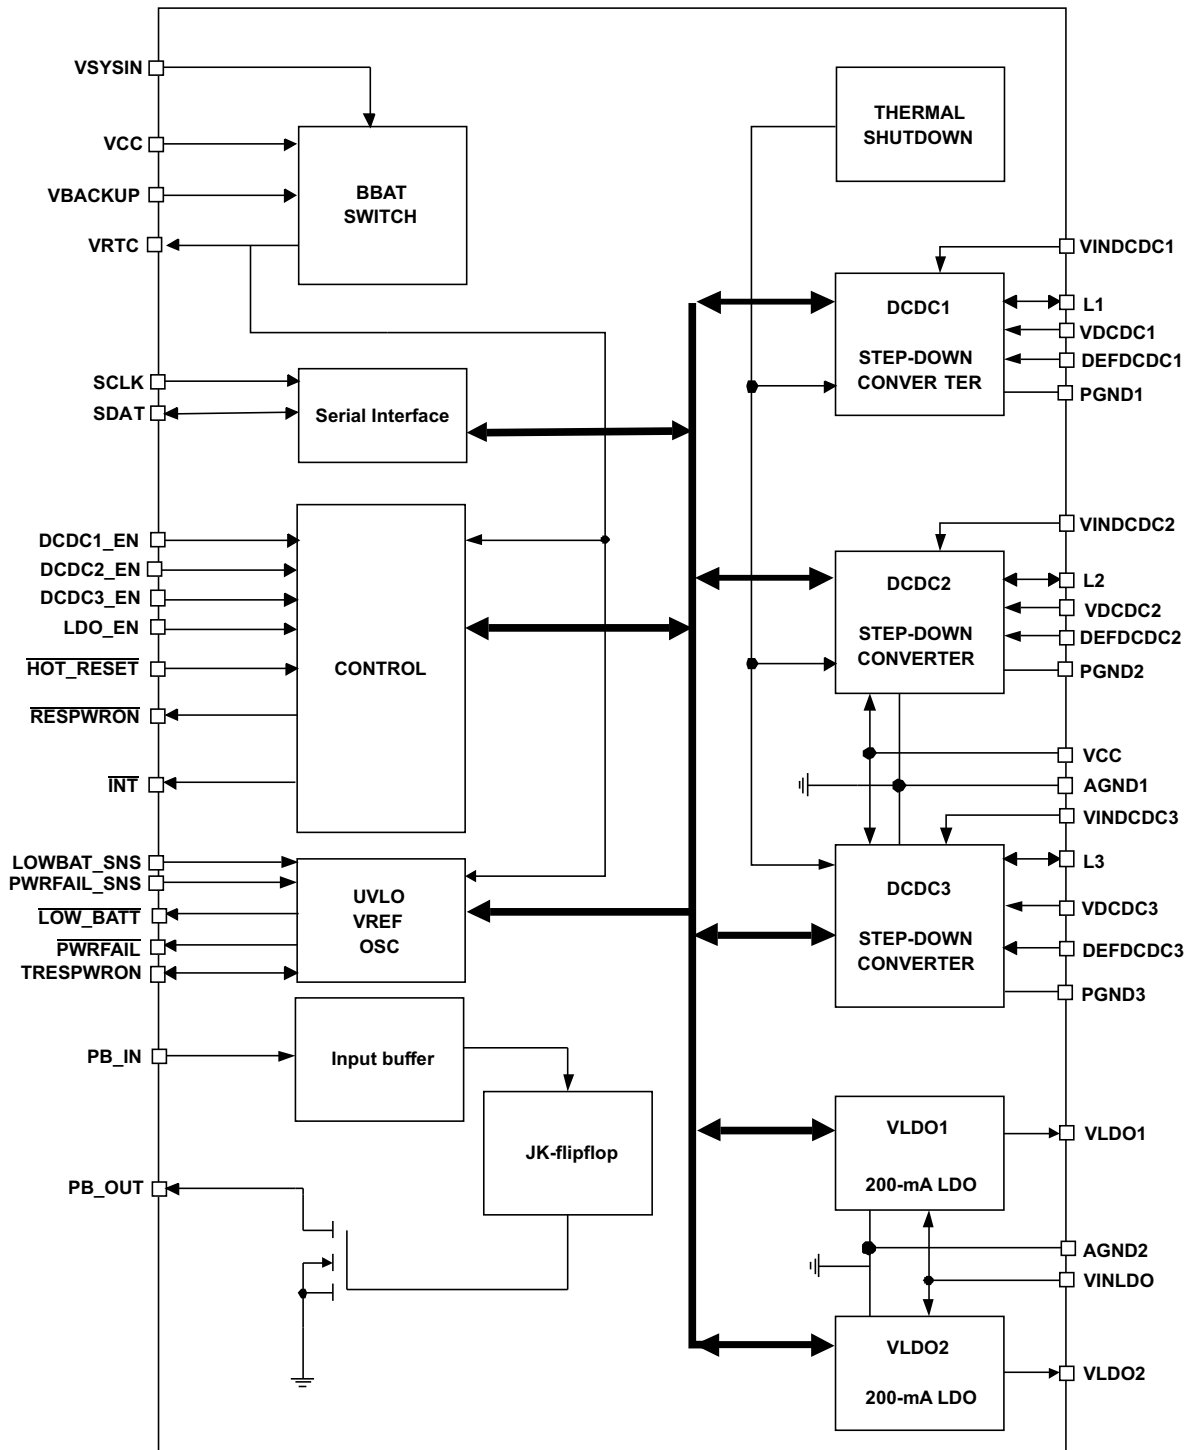 VSYSIN
VCC
VBACKUP
VRTC
BBAT
SWITCH
THERMAL
SHUTDOWN
SCLK
SDAT
Serial Interface
DCDC1_EN
DCDC2_EN
DCDC3_EN
LDO_EN
HOT_RESET
RESPWRON
INT
CONTROL
LOWBAT_SNS
PWRFAIL_SNS
LOW_BATT
PWRFAIL
TRESPWRON
UVLO
VREF
OSC
PB_IN
Input buffer
JK-flipflop
PB_OUT
VINDCDC1
DCDC1
STEP-DOWN
CONVER TER
L1
VDCDC1
DEFDCDC1
PGND1
VINDCDC2
DCDC2
STEP-DOWN
CONVERTER
L2
VDCDC2
DEFDCDC2
PGND2
VCC
AGND1
VINDCDC3
DCDC3
STEP-DOWN
CONVERTER
L3
VDCDC3
DEFDCDC3
PGND3
VLDO1
200-mA LDO
VLDO1
AGND2
VINLDO
VLDO2
200-mA LDO
VLDO2